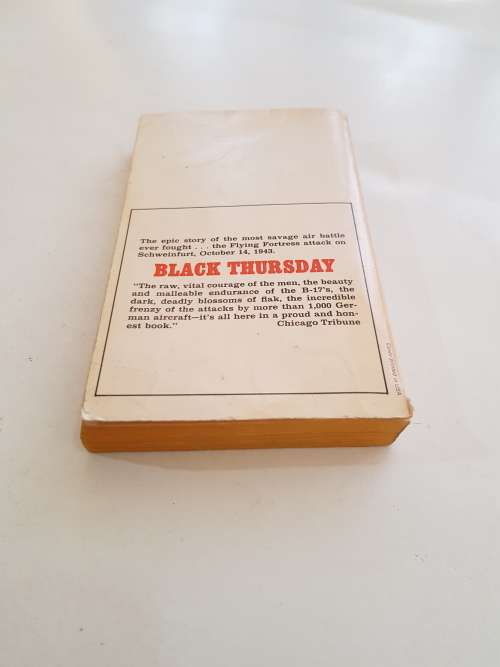 The epic story of the most savage air battle
ever fought . . . the Flying Fortress attack on
Schweinfurt, October 14, 1943.
BLACK THURSDAY
"The raw, vital courage of the men, the beauty
and malleable endurance of the B-17's, the
dark, deadly blossoms of flak, the incredible
frenzy of the attacks by more than 1,000 Ger-
man aircraft—it's all here in a proud and hon-
est book."
Chicago Tribune